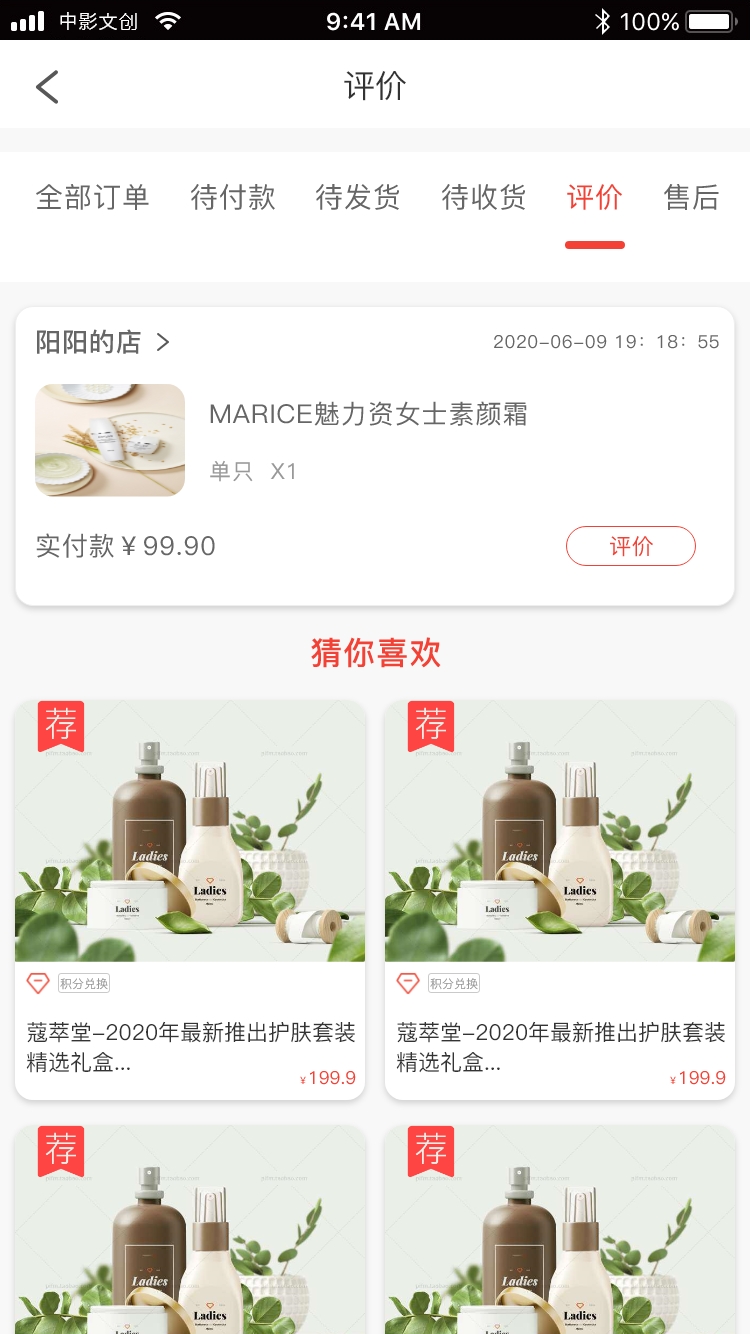 中影文创
9:41 AM
100%
评价
全部订单 待付款 待发货 待收货 评价 售后
阳阳的店 >
2020-06-09 19: 18: 55
MARICE魅力资女士素颜霜
单只 X1
实付款 ¥ 99.90
评价
猜你喜欢
荐
Ladies
Ladies
Ladies
积分兑换
蔻萃堂-2020年最新推出护肤套装
精选礼盒...
¥199.9
荐
Ladies
Ladies
Ladies
积分兑换
蔻萃堂-2020年最新推出护肤套装
精选礼盒...
¥199.9
荐
Ladies
Ladies
荐
Ladies
Ladies